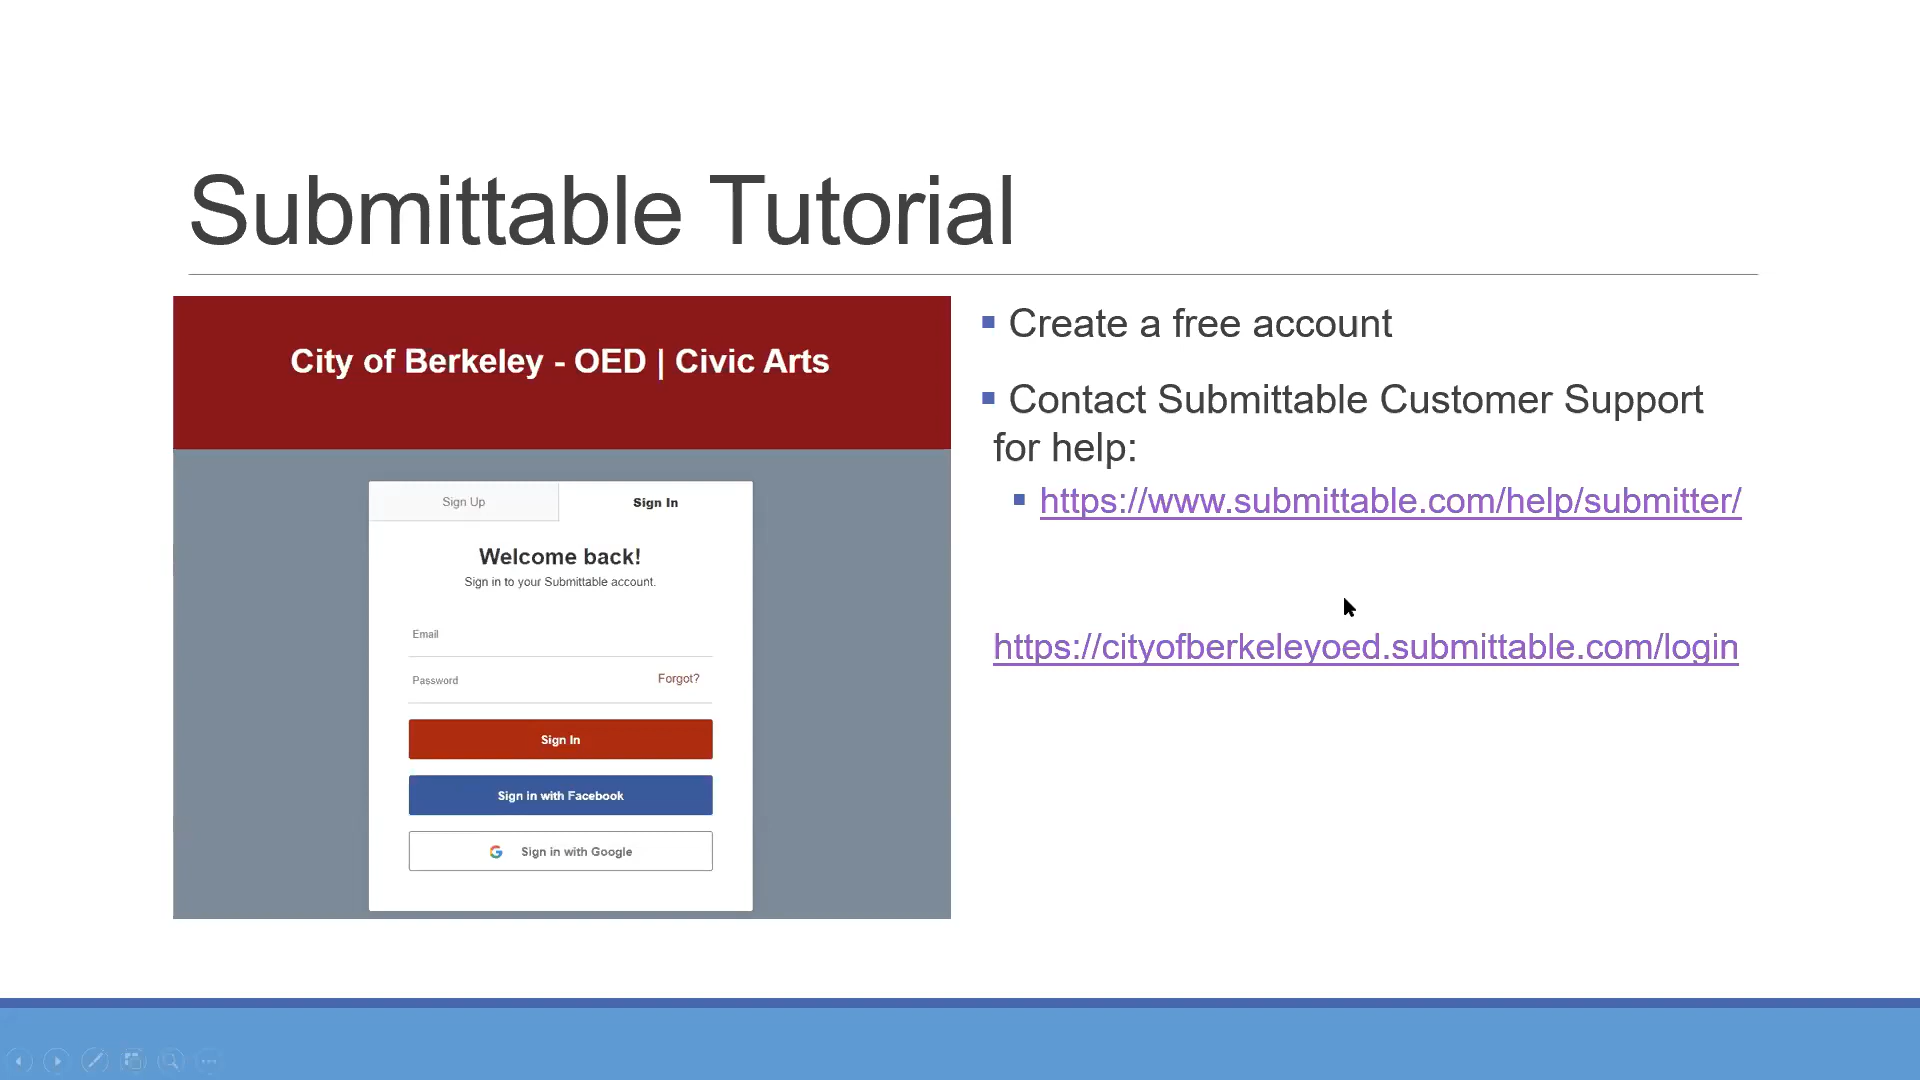 Submittable Tutorial
City of Berkeley - OED | Civic Arts
Sign Up
Sign In
Welcome back!
Sign in to your Submittable account.
Email
Password
Forgot?
Sign In
Sign in with Facebook
Sign in with Google
Create a free account
Contact Submittable Customer Support
for help:
https://www.submittable.com/help/submitter/
https://cityofberkeleyoed.submittable.com/login